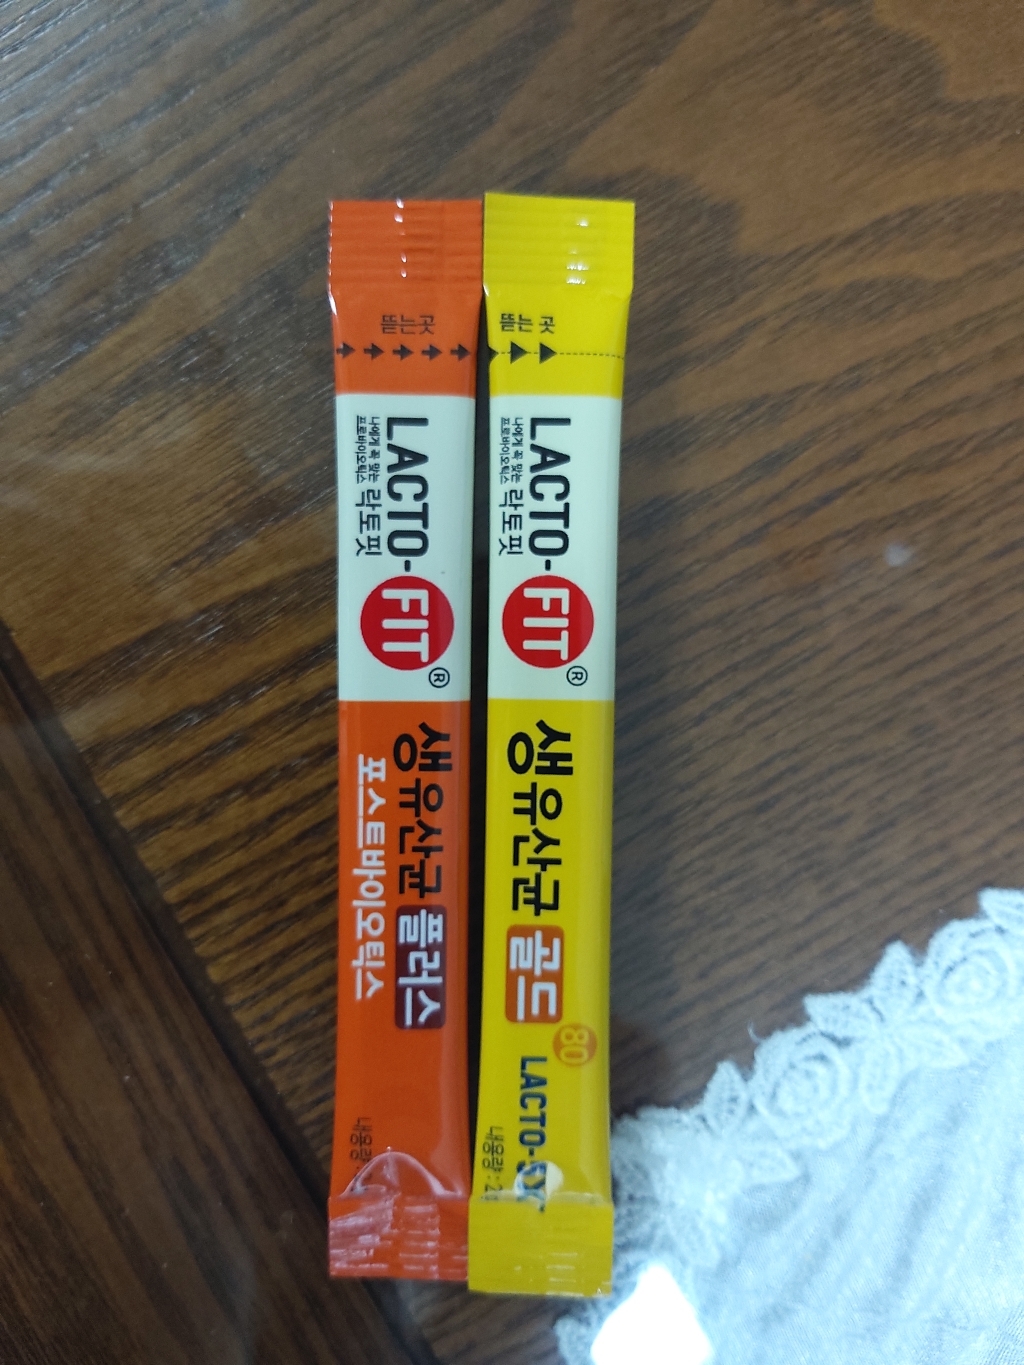 뜯는곳
LACTO-FIT®
나에게 꼭 맞는
프로바이오틱스 락토핏
생유산균 플러스
포스트바이오틱스
내용량 :
뜯는 곳
LACTO-FIT®
나에게 꼭 맞는
프로바이오틱스 락토핏
생유산균 골드
80
LACTO-5X
내용량 : 2g